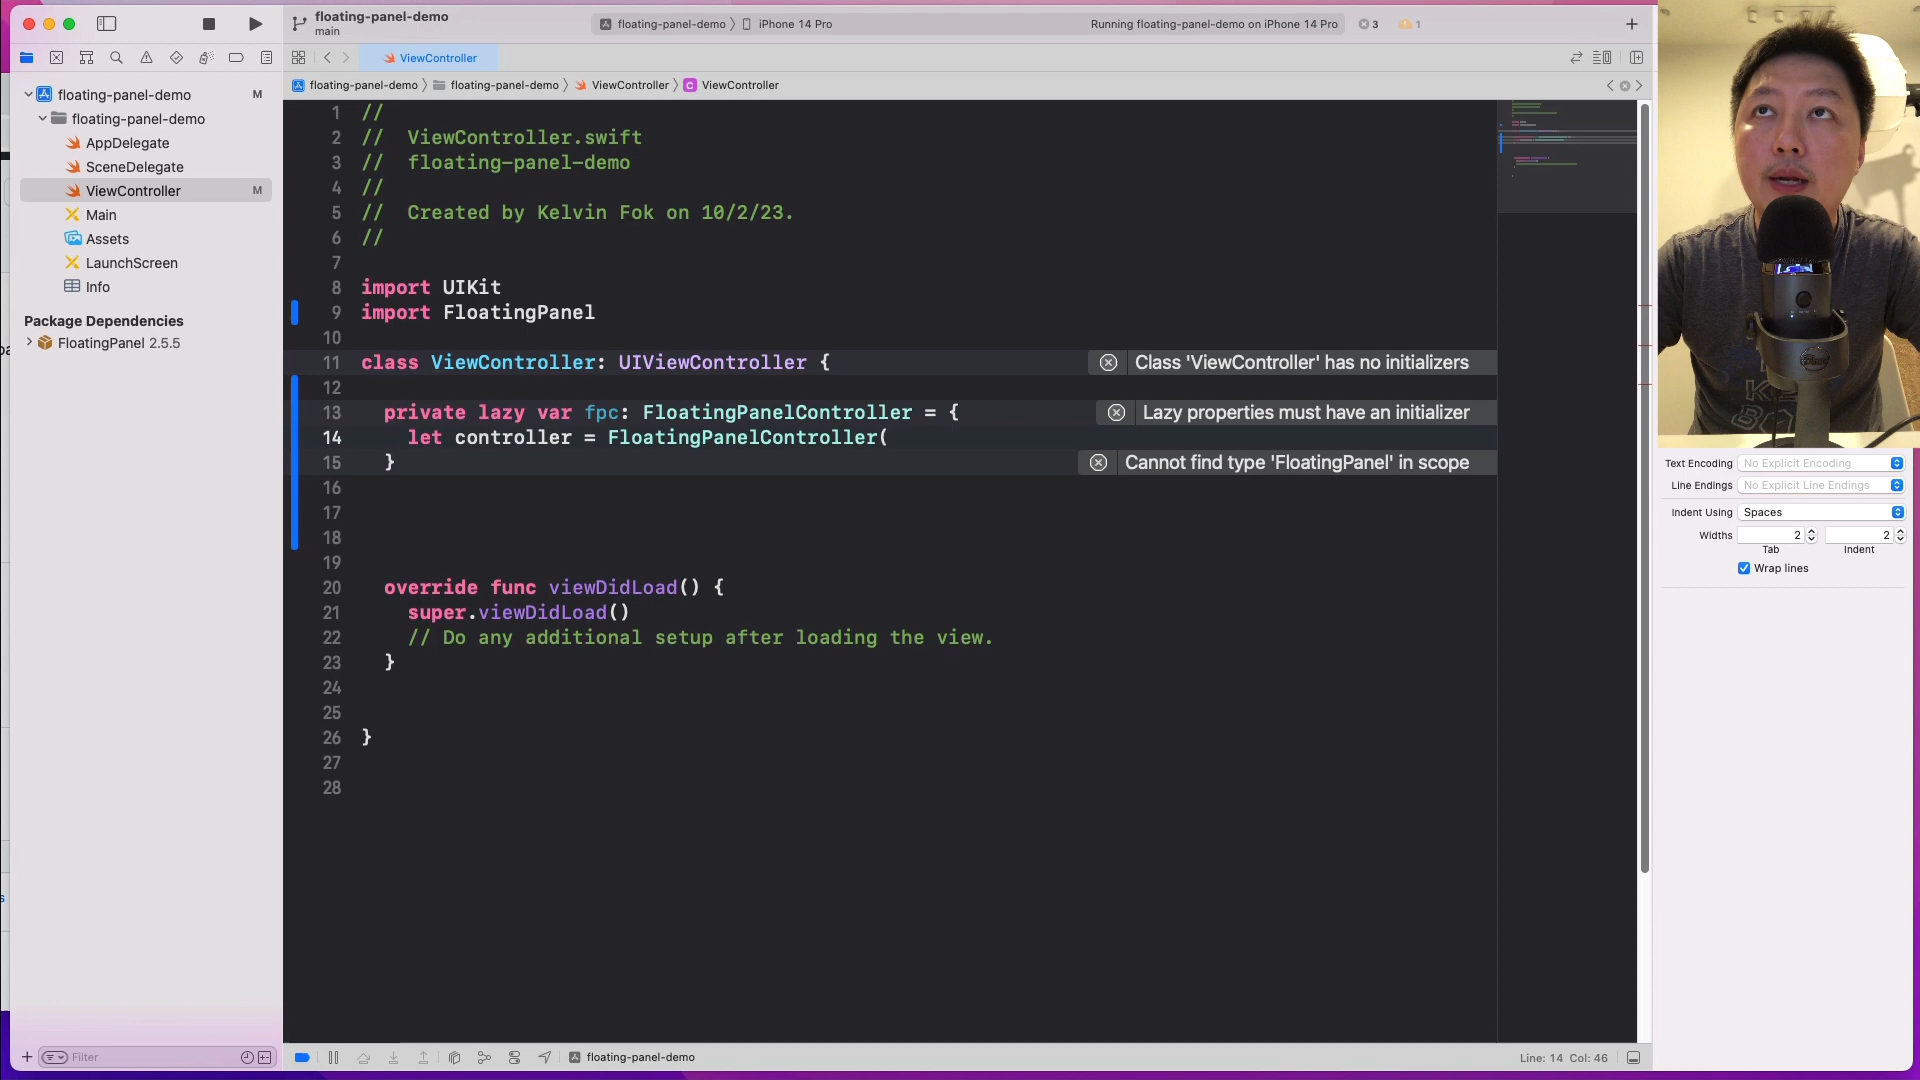 floating-panel-demo
main
floating-panel-demo
iPhone 14 Pro
Running floating-panel-demo on iPhone 14 Pro
3
1
ViewController
floating-panel-demo
floating-panel-demo
ViewController
C
ViewController
floating-panel-demo
M
floating-panel-demo
AppDelegate
SceneDelegate
ViewController
M
Main
Assets
LaunchScreen
Info
Package Dependencies
FloatingPanel 2.5.5
1 //
2 //  ViewController.swift
3 //  floating-panel-demo
4 //
5 //  Created by Kelvin Fok on 10/2/23.
6 //
7
8 import UIKit
9 import FloatingPanel
10
11 class ViewController: UIViewController {
Class 'ViewController' has no initializers
12
13   private lazy var fpc: FloatingPanelController = {
Lazy properties must have an initializer
14     let controller = FloatingPanelController(
15   }
Cannot find type 'FloatingPanel' in scope
16
17
18
19
20   override func viewDidLoad() {
21     super.viewDidLoad()
22     // Do any additional setup after loading the view.
23   }
24
25
26 }
27
28
Text Encoding
No Explicit Encoding
Line Endings
No Explicit Line Endings
Indent Using
Spaces
Widths
2
2
Tab
Indent
Wrap lines
Filter
floating-panel-demo
Line: 14 Col: 46